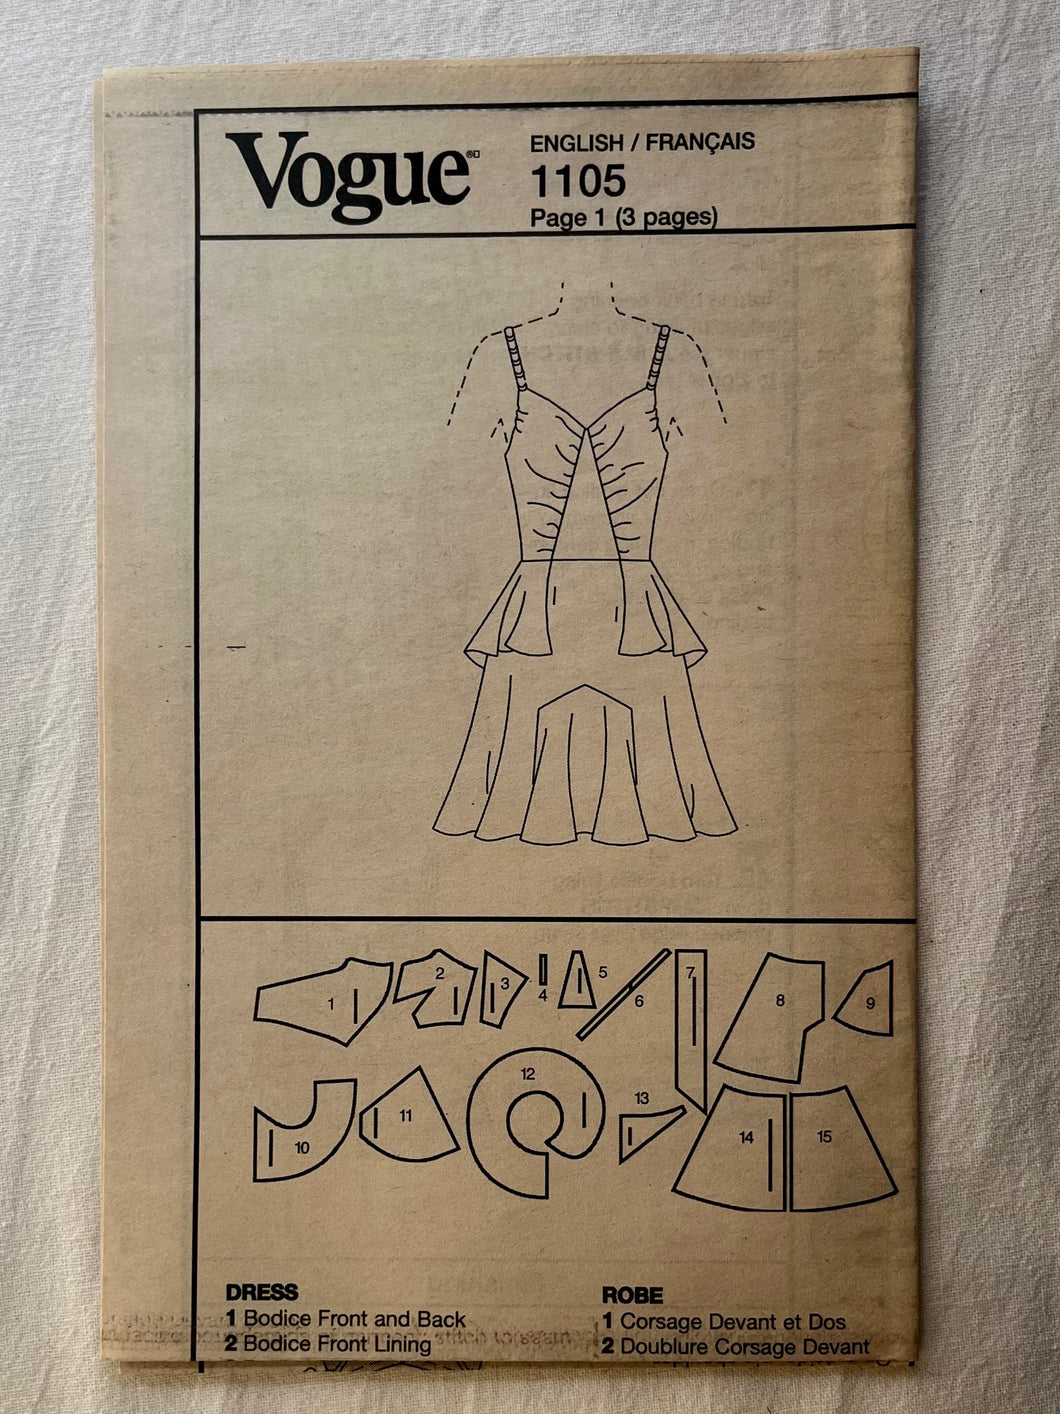 Vogue®
ENGLISH / FRANÇAIS
1105
Page 1 (3 pages)
1
2
3
4
5
6
7
8
9
10
11
12
13
14
15
DRESS
1 Bodice Front and Back
2 Bodice Front Lining
ROBE
1 Corsage Devant et Dos
2 Doublure Corsage Devant